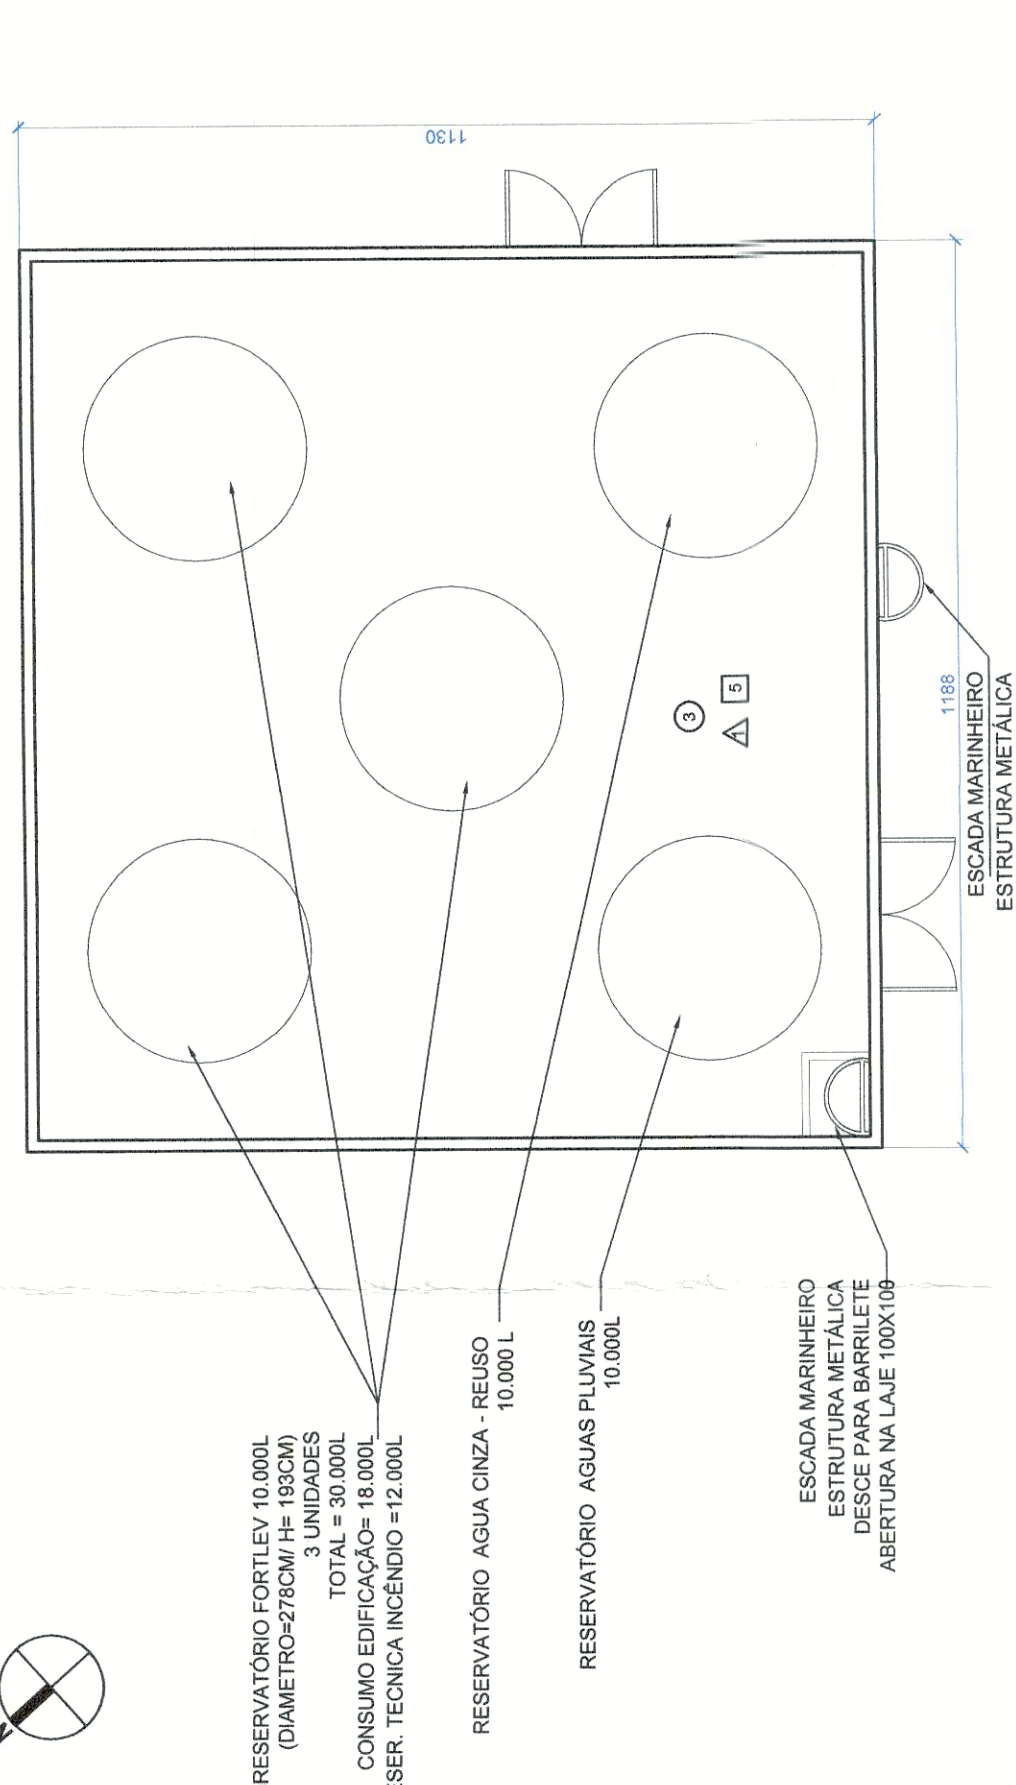 1130
1188
ESCADA MARINHEIRO
ESTRUTURA METÁLICA
3
5
1
RESERVATÓRIO FORTLEV 10.000L
(DIAMETRO=278CM/ H= 193CM)
3 UNIDADES
TOTAL = 30.000L
CONSUMO EDIFICAÇÃO= 18.000L
SER. TECNICA INCÊNDIO =12.000L
RESERVATÓRIO AGUA CINZA - REUSO
10.000 L
RESERVATÓRIO AGUAS PLUVIAIS
10.000L
ESCADA MARINHEIRO
ESTRUTURA METÁLICA
DESCE PARA BARRILETE
ABERTURA NA LAJE 100X100
N